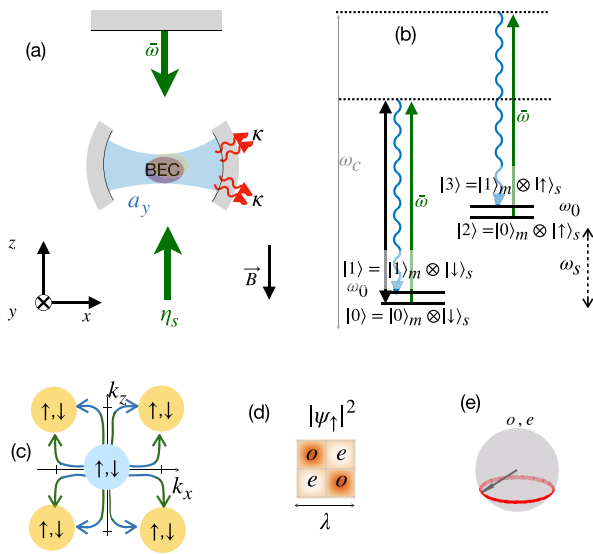 (a)
ω̄
κ
BEC
a_y
κ
z
y
x
η_s
B⃗
(b)
ω_c
ω̄
ω̄
|3⟩ =|1⟩_m ⊗ |↑⟩_s
ω_0
|2⟩ =|0⟩_m ⊗|↑⟩_s
|1⟩ = |1⟩_m ⊗ |↓⟩_s
ω_0
|0⟩ =|0⟩_m ⊗|↓⟩_s
ω_s
(c)
k_z
↑,↓
↑,↓
↑,↓
k_x
↑,↓
↑,↓
(d)
|ψ_↑|^2
o e
e o
λ
(e)
o , e